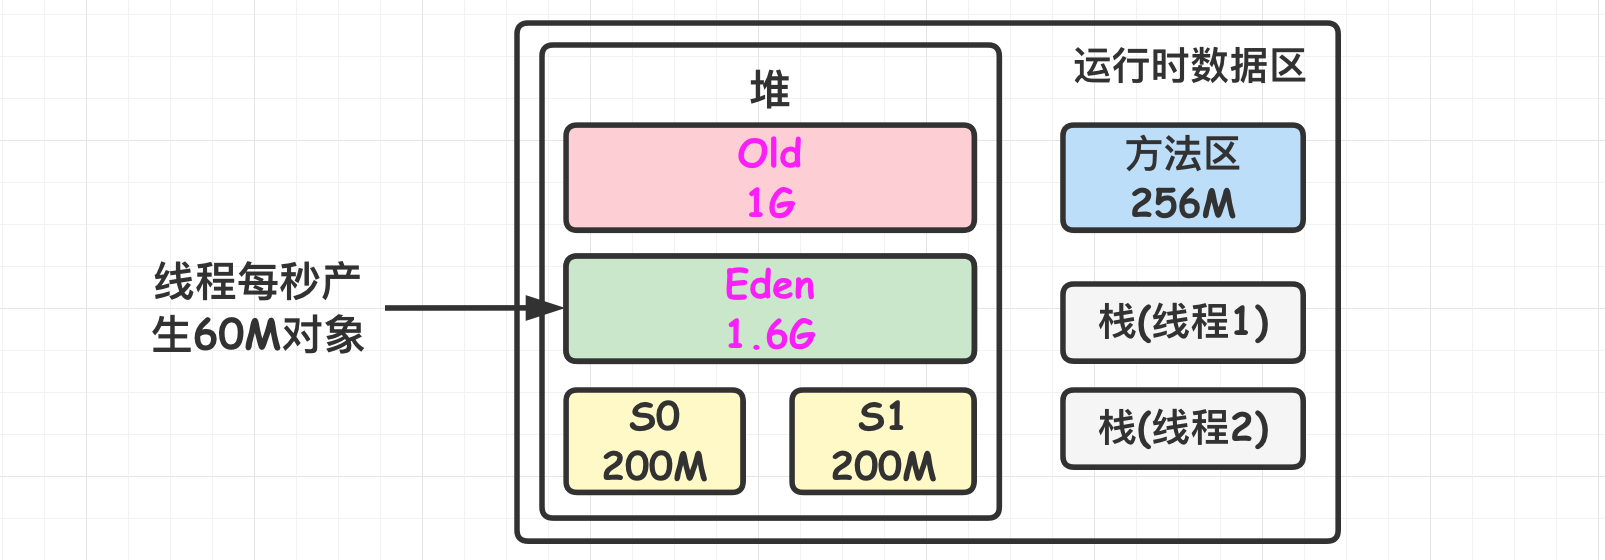 线程每秒产
生60M对象
堆
Old
1G
Eden
1.6G
S0
200M
S1
200M
运行时数据区
方法区
256M
栈(线程1)
栈(线程2)